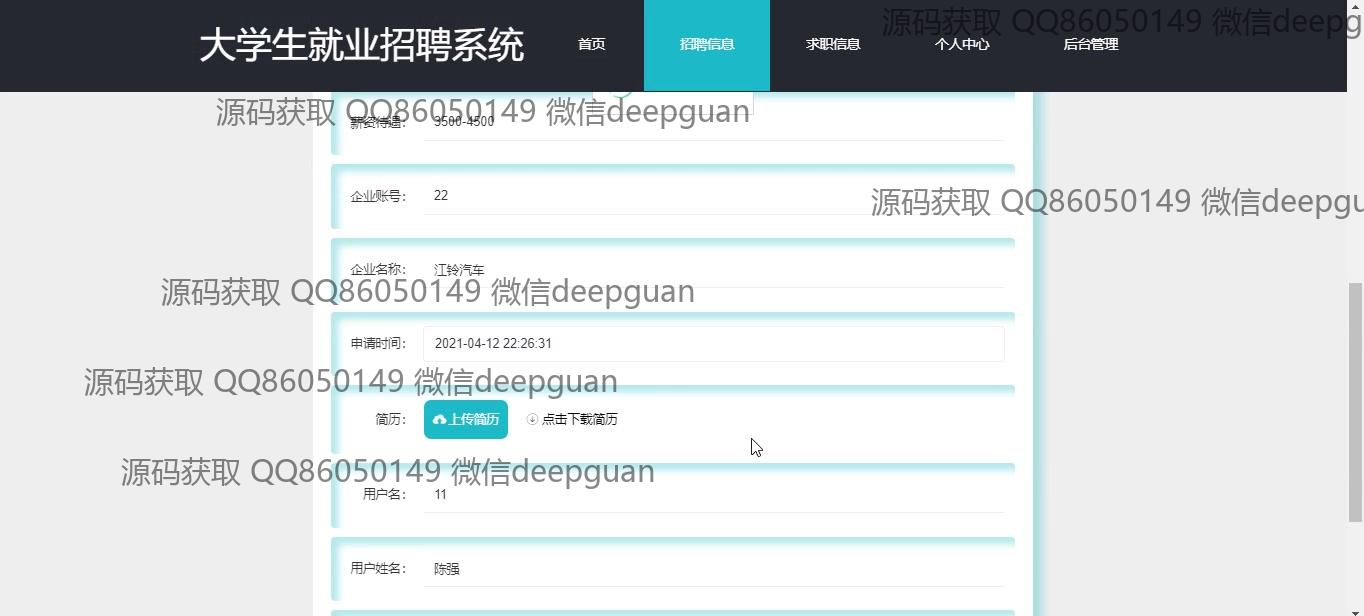 大学生就业招聘系统 首页 招聘信息 求职信息 个人中心 后台管理
源码获取 QQ86050149 微信deepg
源码获取 QQ86050149 微信deepguan
薪资待遇： 3500-4500
企业账号： 22
源码获取 QQ86050149 微信deepgu
企业名称： 江铃汽车
源码获取 QQ86050149 微信deepguan
申请时间： 2021-04-12 22:26:31
源码获取 QQ86050149 微信deepguan
简历： 上传简历 点击下载简历
源码获取 QQ86050149 微信deepguan
用户名： 11
用户姓名： 陈强